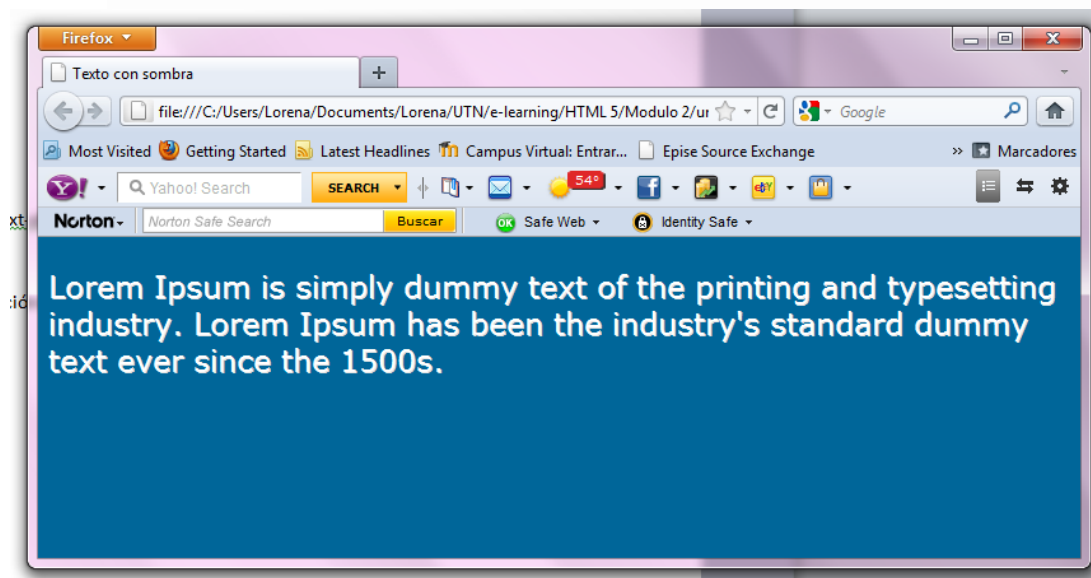 Firefox
Texto con sombra
file:///C:/Users/Lorena/Documents/Lorena/UTN/e-learning/HTML 5/Modulo 2/ur
Google
Most Visited Getting Started Latest Headlines Campus Virtual: Entrar... Epise Source Exchange » Marcadores
Y! Yahoo! Search SEARCH 54°
Norton Norton Safe Search Buscar OK Safe Web Identity Safe
Lorem Ipsum is simply dummy text of the printing and typesetting
industry. Lorem Ipsum has been the industry's standard dummy
text ever since the 1500s.